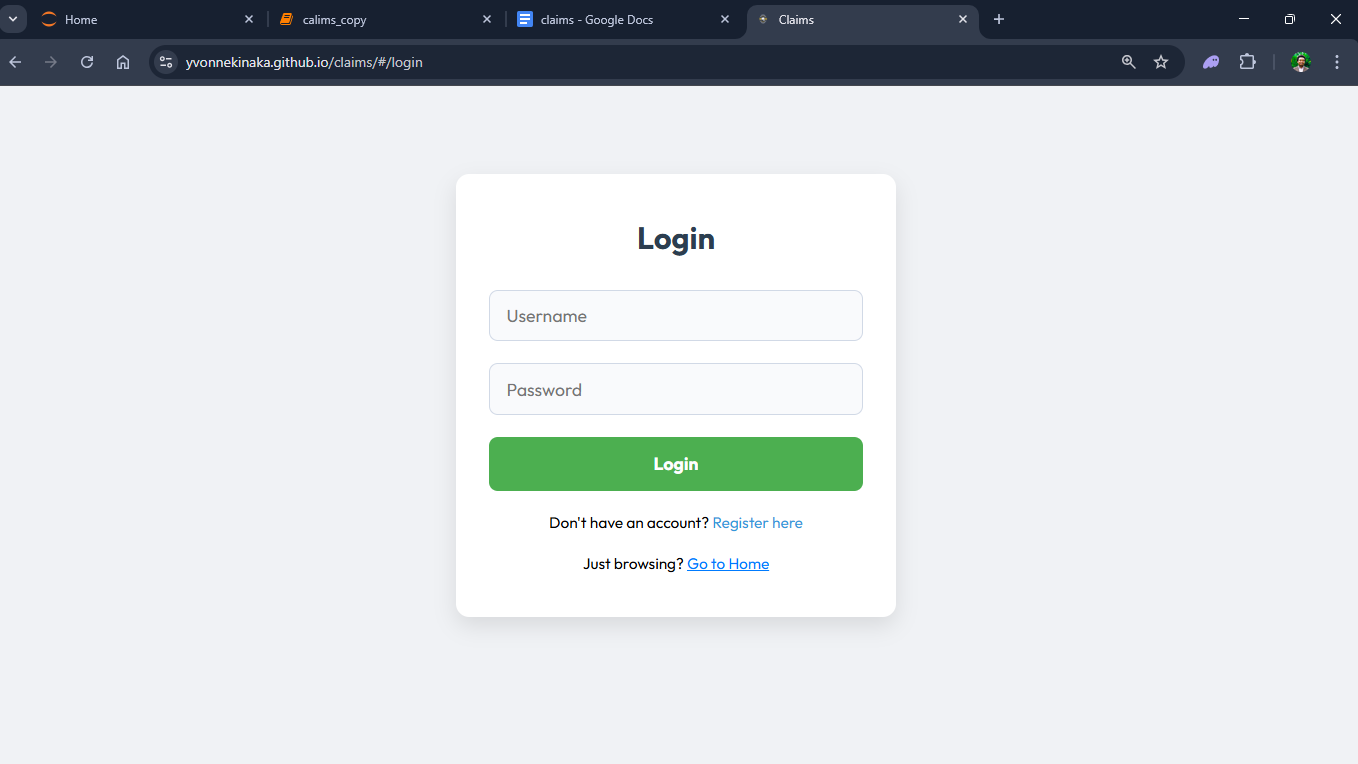 Home
calims_copy
claims - Google Docs
Claims
yvonnekinaka.github.io/claims/#/login
Login
Username
Password
Login
Don't have an account? Register here
Just browsing? Go to Home